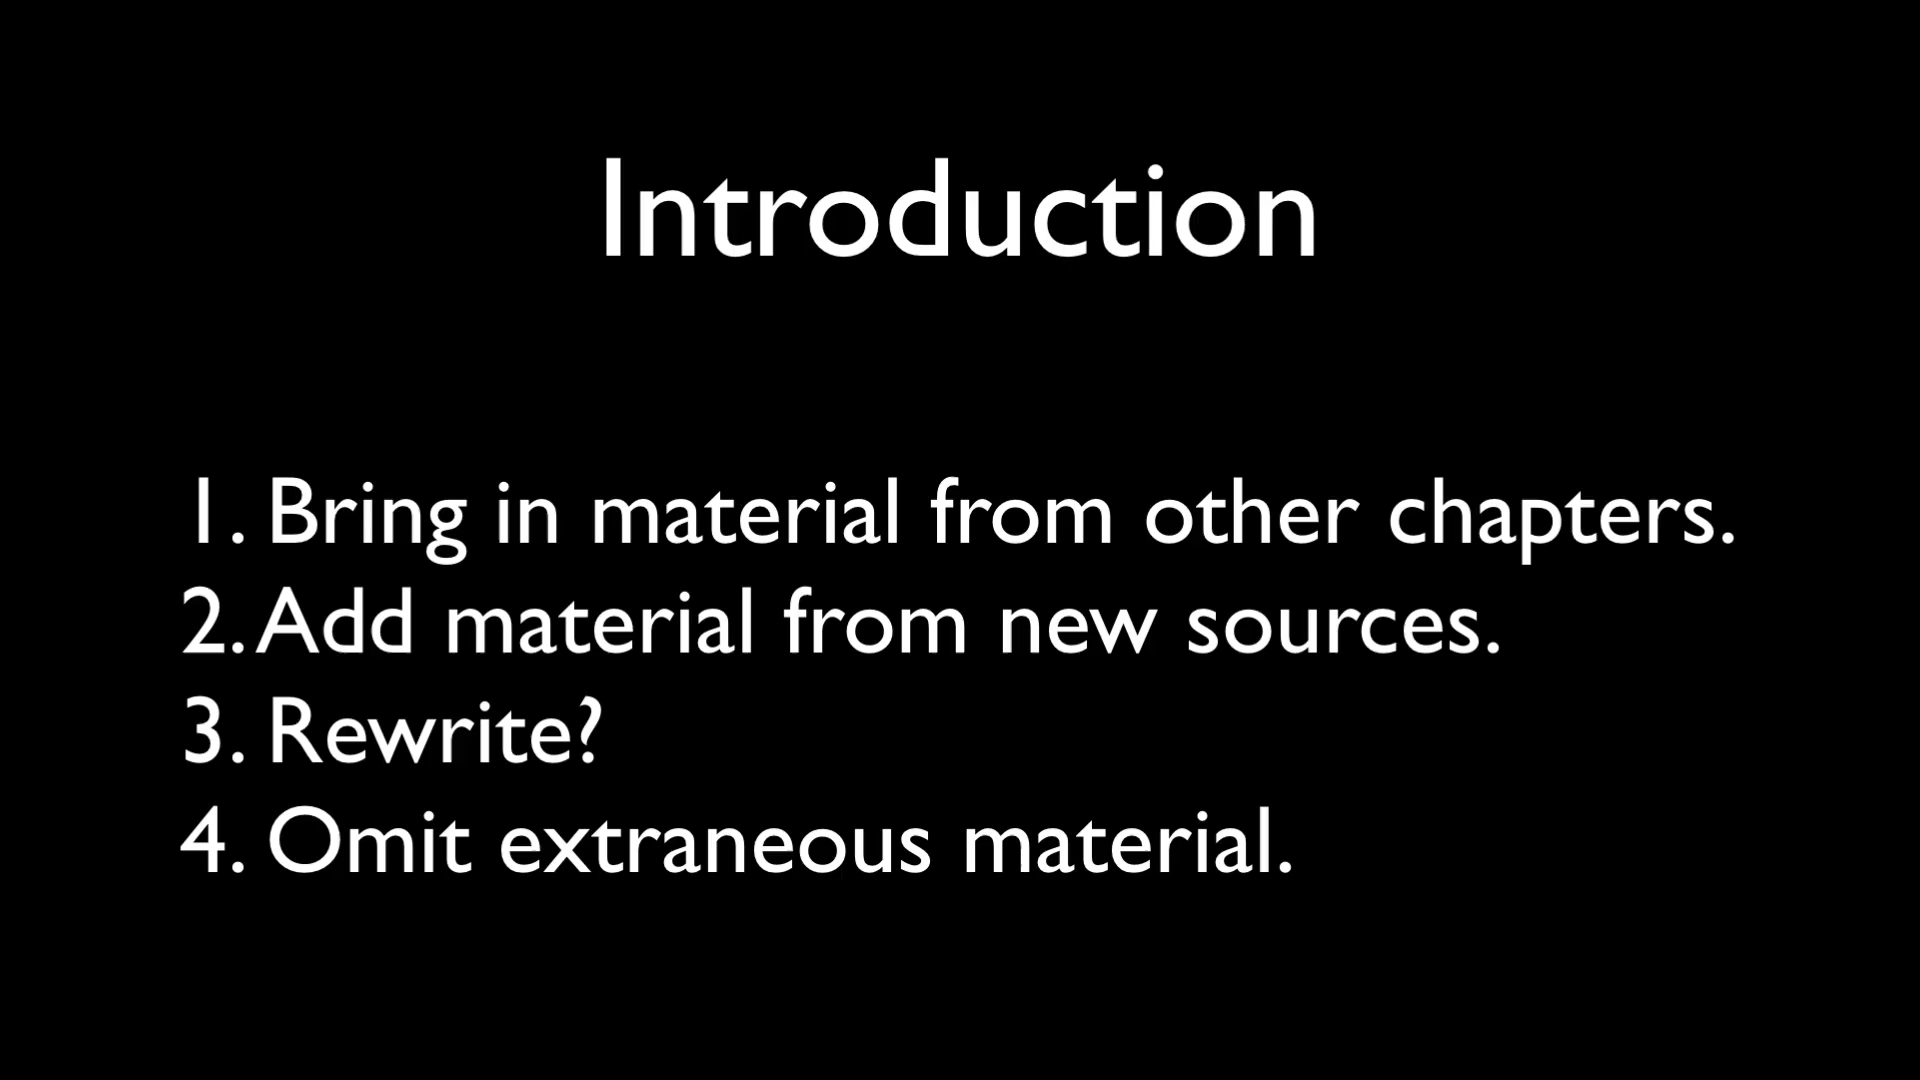 Introduction
1. Bring in material from other chapters.
2. Add material from new sources.
3. Rewrite?
4. Omit extraneous material.